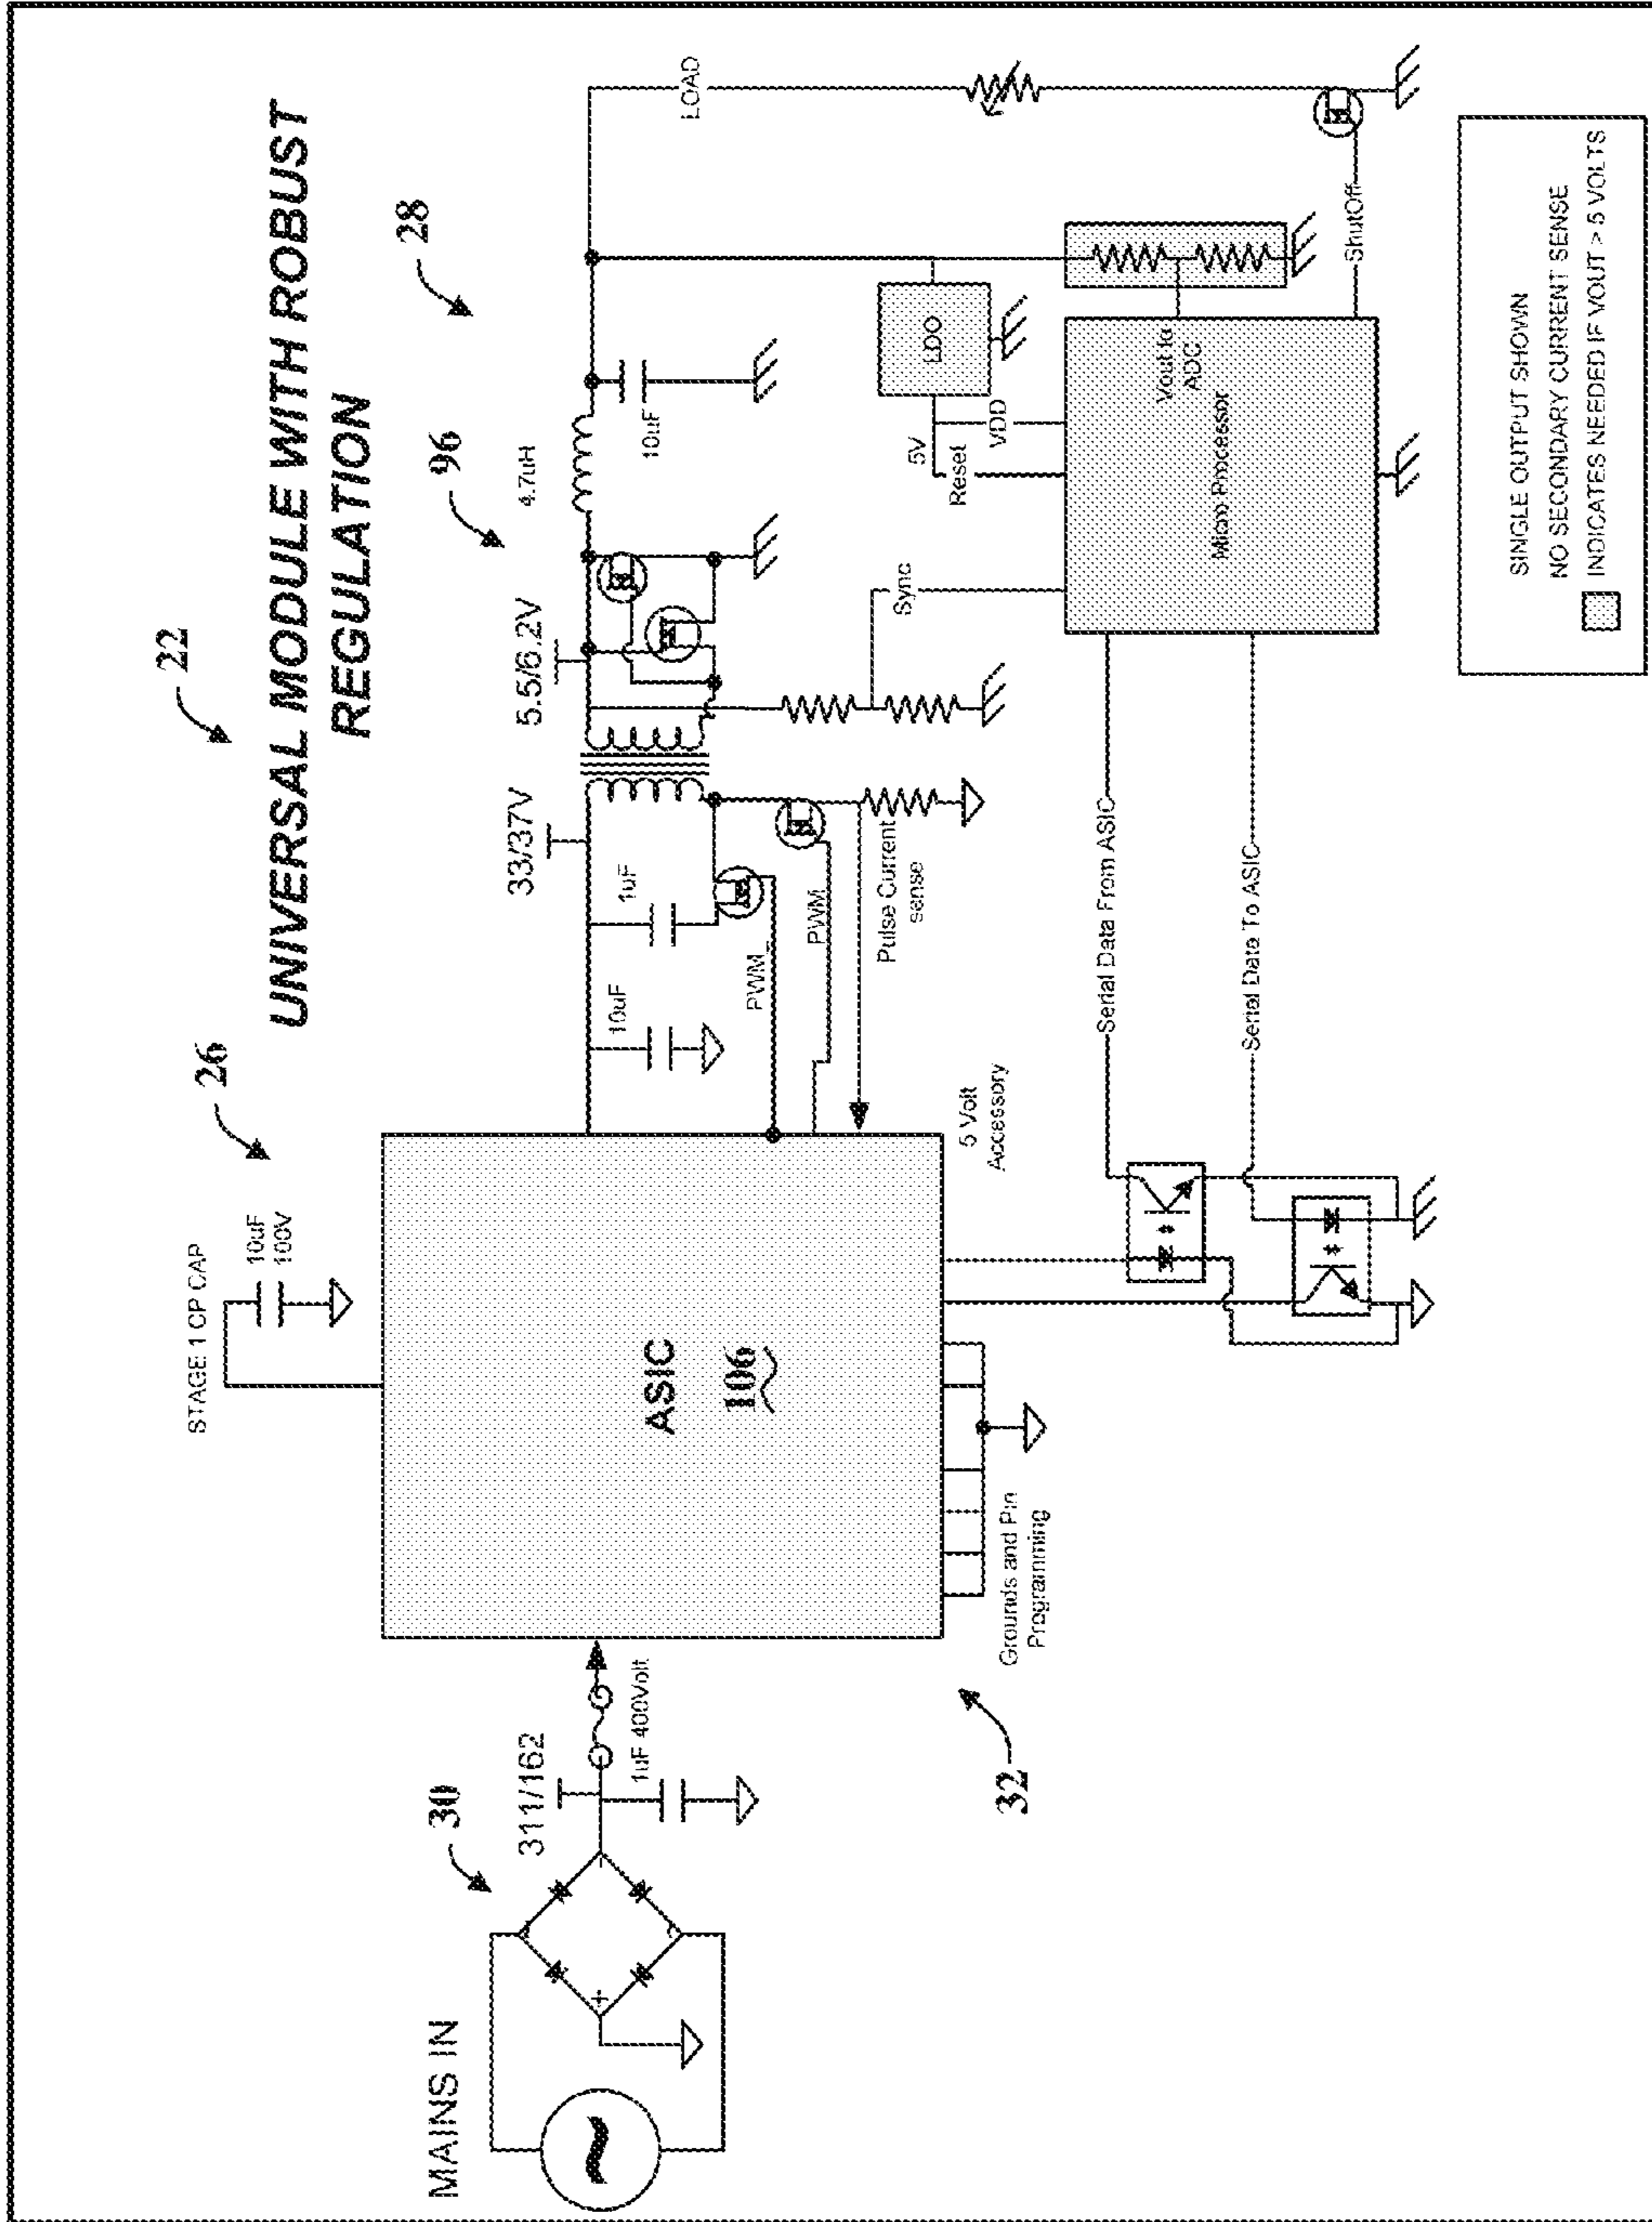 22
UNIVERSAL MODULE WITH ROBUST
REGULATION
26
28
96
30
32
STAGE 1 CP CAP
10uF
100V
MAINS IN
311/162
1uF 400Volt
ASIC
106
Grounds and Pin
Programming
33/37V
1uF
10uF
PWM_
PWM
Pulse Current
sense
5 Volt
Accessory
5.5/6.2V
4.7uH
10uF
LOAD
Sync
5V
Reset
VDD
LDO
Vout to
ADC
Micro Processor
ShutOff
Serial Data From ASIC
Serial Data To ASIC
SINGLE OUTPUT SHOWN
NO SECONDARY CURRENT SENSE
INDICATES NEEDED IF VOUT > 5 VOLTS